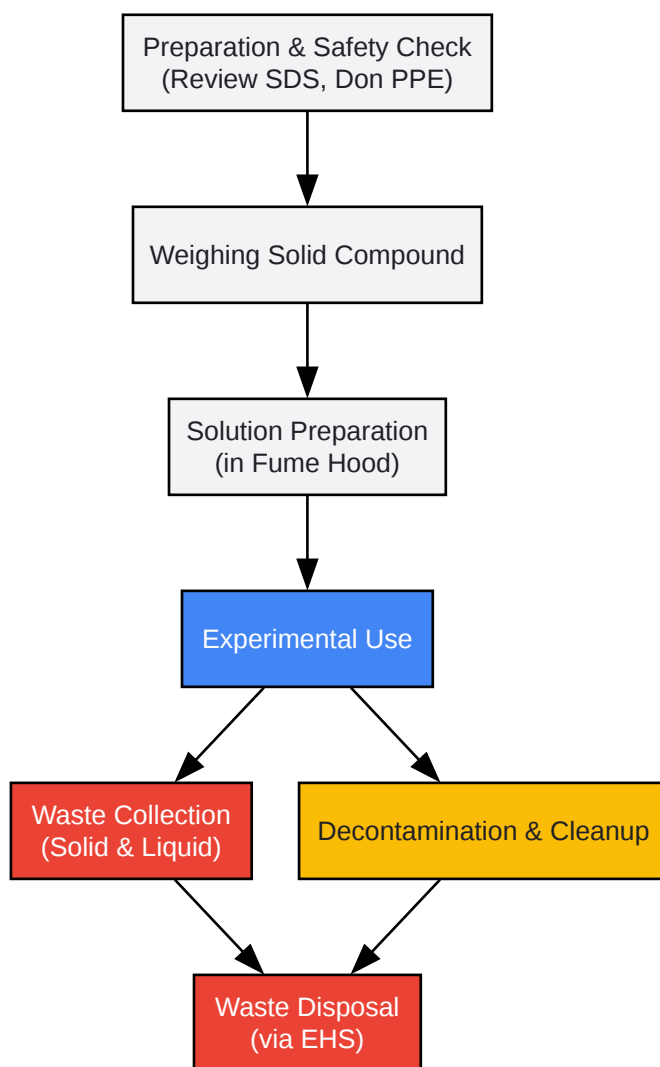 Preparation & Safety Check
(Review SDS, Don PPE)
Weighing Solid Compound
Solution Preparation
(in Fume Hood)
Experimental Use
Waste Collection
(Solid & Liquid)
Decontamination & Cleanup
Waste Disposal
(via EHS)